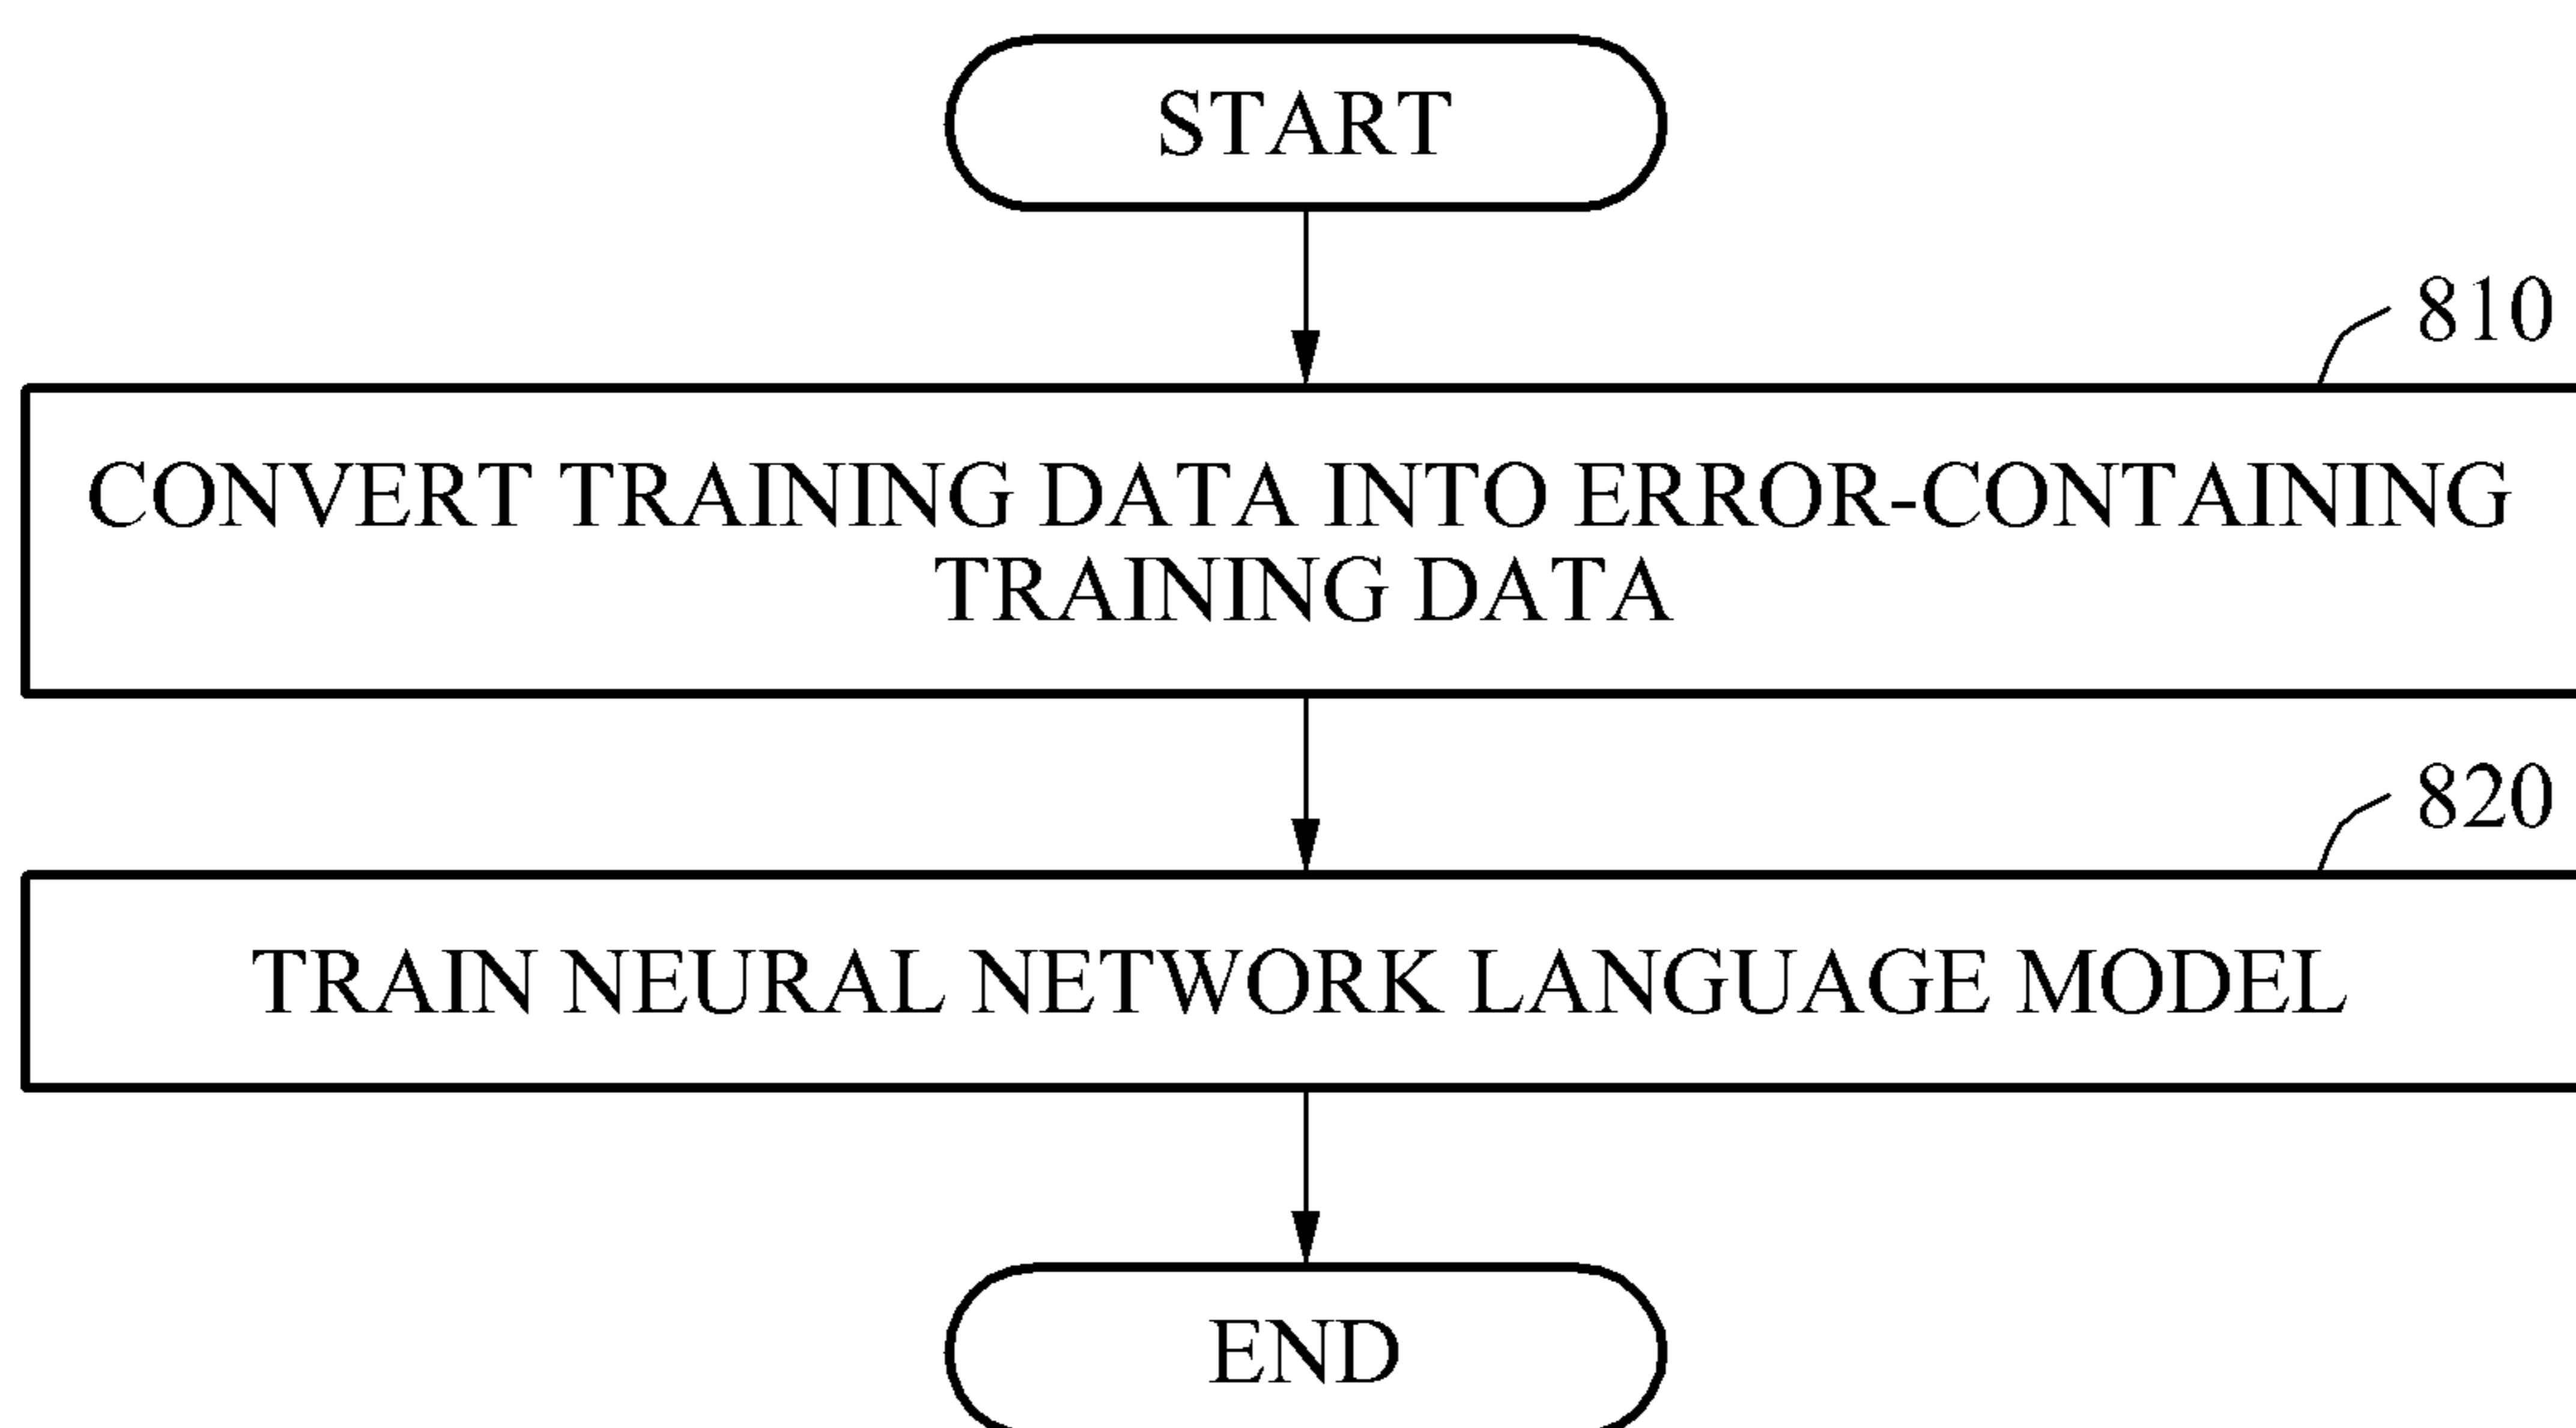 START
810
CONVERT TRAINING DATA INTO ERROR-CONTAINING
TRAINING DATA
820
TRAIN NEURAL NETWORK LANGUAGE MODEL
END